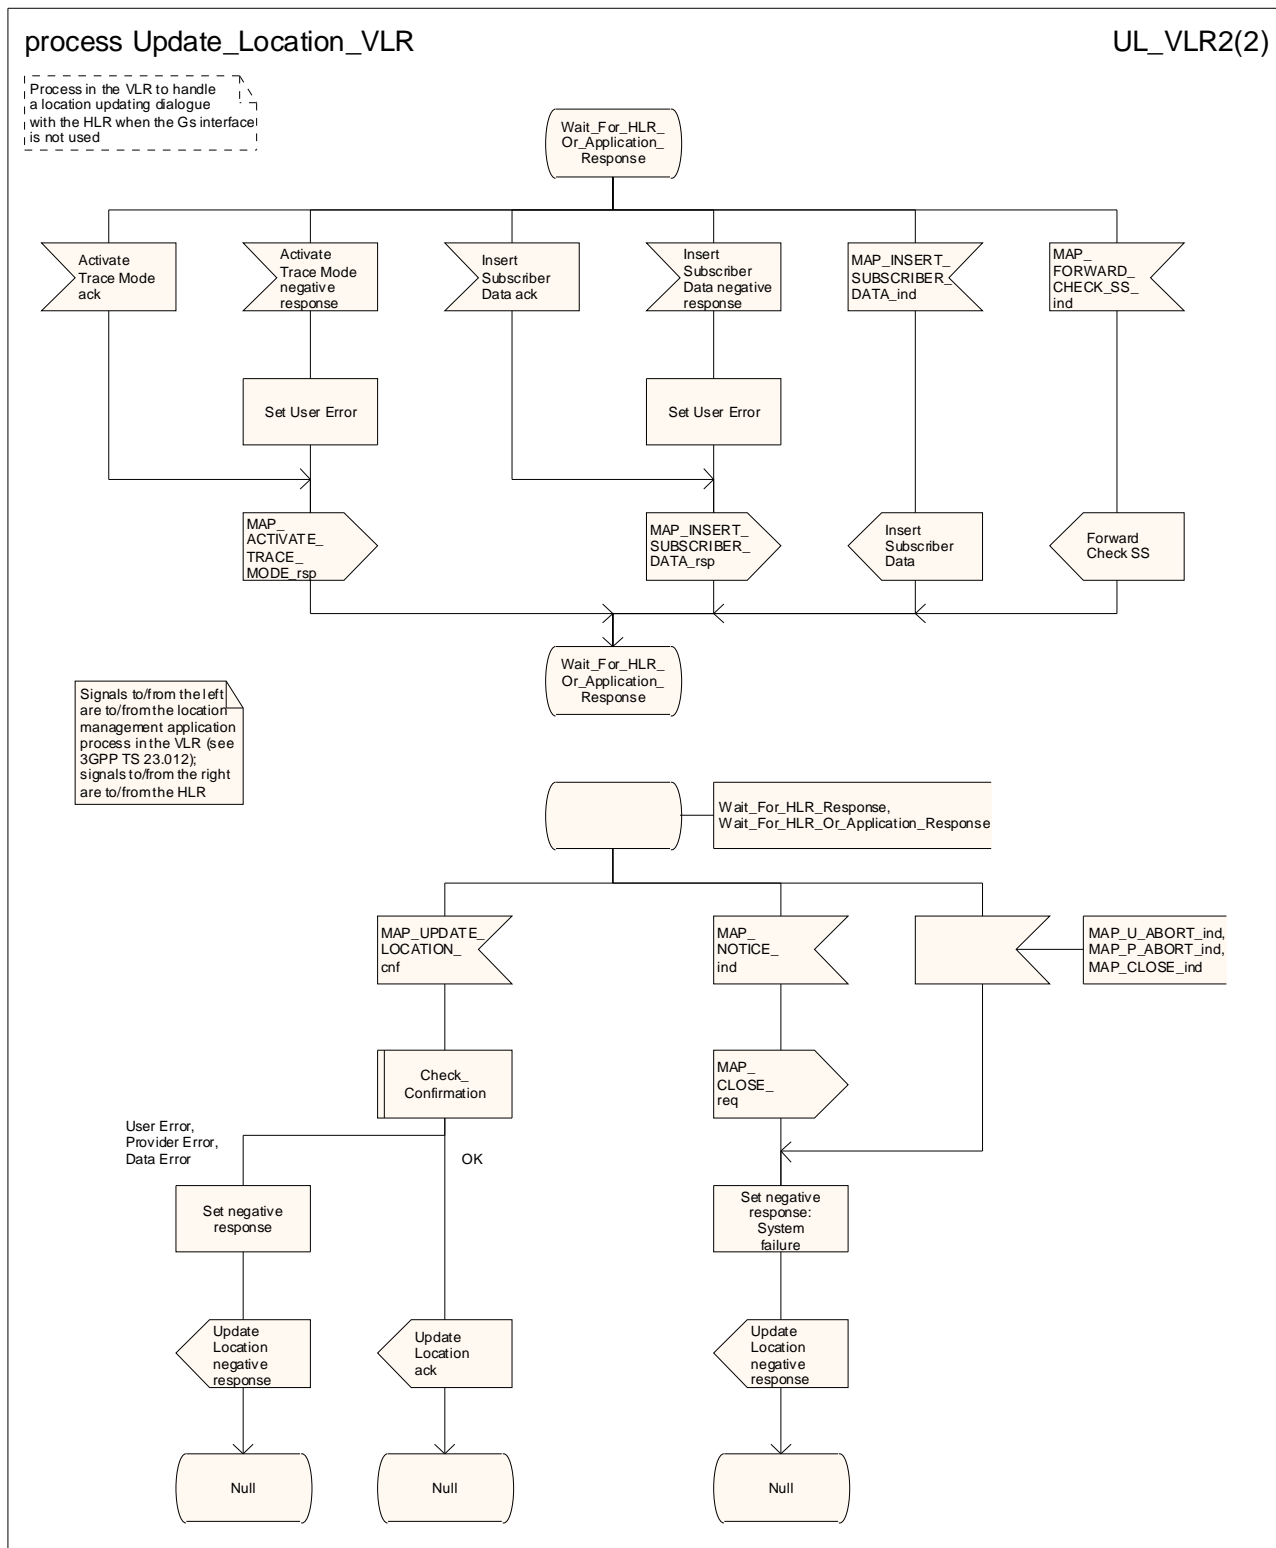 process Update_Location_VLR
UL_VLR2(2)
Process in the VLR to handle
a location updating dialogue
with the HLR when the Gs interface
is not used
Wait_For_HLR_
Or_Application_
Response
Activate
Trace Mode
ack
Activate
Trace Mode
negative
response
Insert
Subscriber
Data ack
Insert
Subscriber
Data negative
response
MAP_INSERT_
SUBSCRIBER_
DATA_ind
MAP_
FORWARD_
CHECK_SS_
ind
Set User Error
Set User Error
MAP_
ACTIVATE_
TRACE_
MODE_rsp
MAP_INSERT_
SUBSCRIBER_
DATA_rsp
Insert
Subscriber
Data
Forward
Check SS
Wait_For_HLR_
Or_Application_
Response
Signals to/from the left
are to/from the location
management application
process in the VLR (see
3GPP TS 23.012);
signals to/from the right
are to/from the HLR
Wait_For_HLR_Response,
Wait_For_HLR_Or_Application_Response
MAP_UPDATE_
LOCATION_
cnf
MAP_
NOTICE_
ind
MAP_U_ABORT_ind,
MAP_P_ABORT_ind,
MAP_CLOSE_ind
Check_
Confirmation
MAP_
CLOSE_
req
User Error,
Provider Error,
Data Error
OK
Set negative
response
Set negative
response:
System
failure
Update
Location
negative
response
Update
Location
ack
Update
Location
negative
response
Null
Null
Null